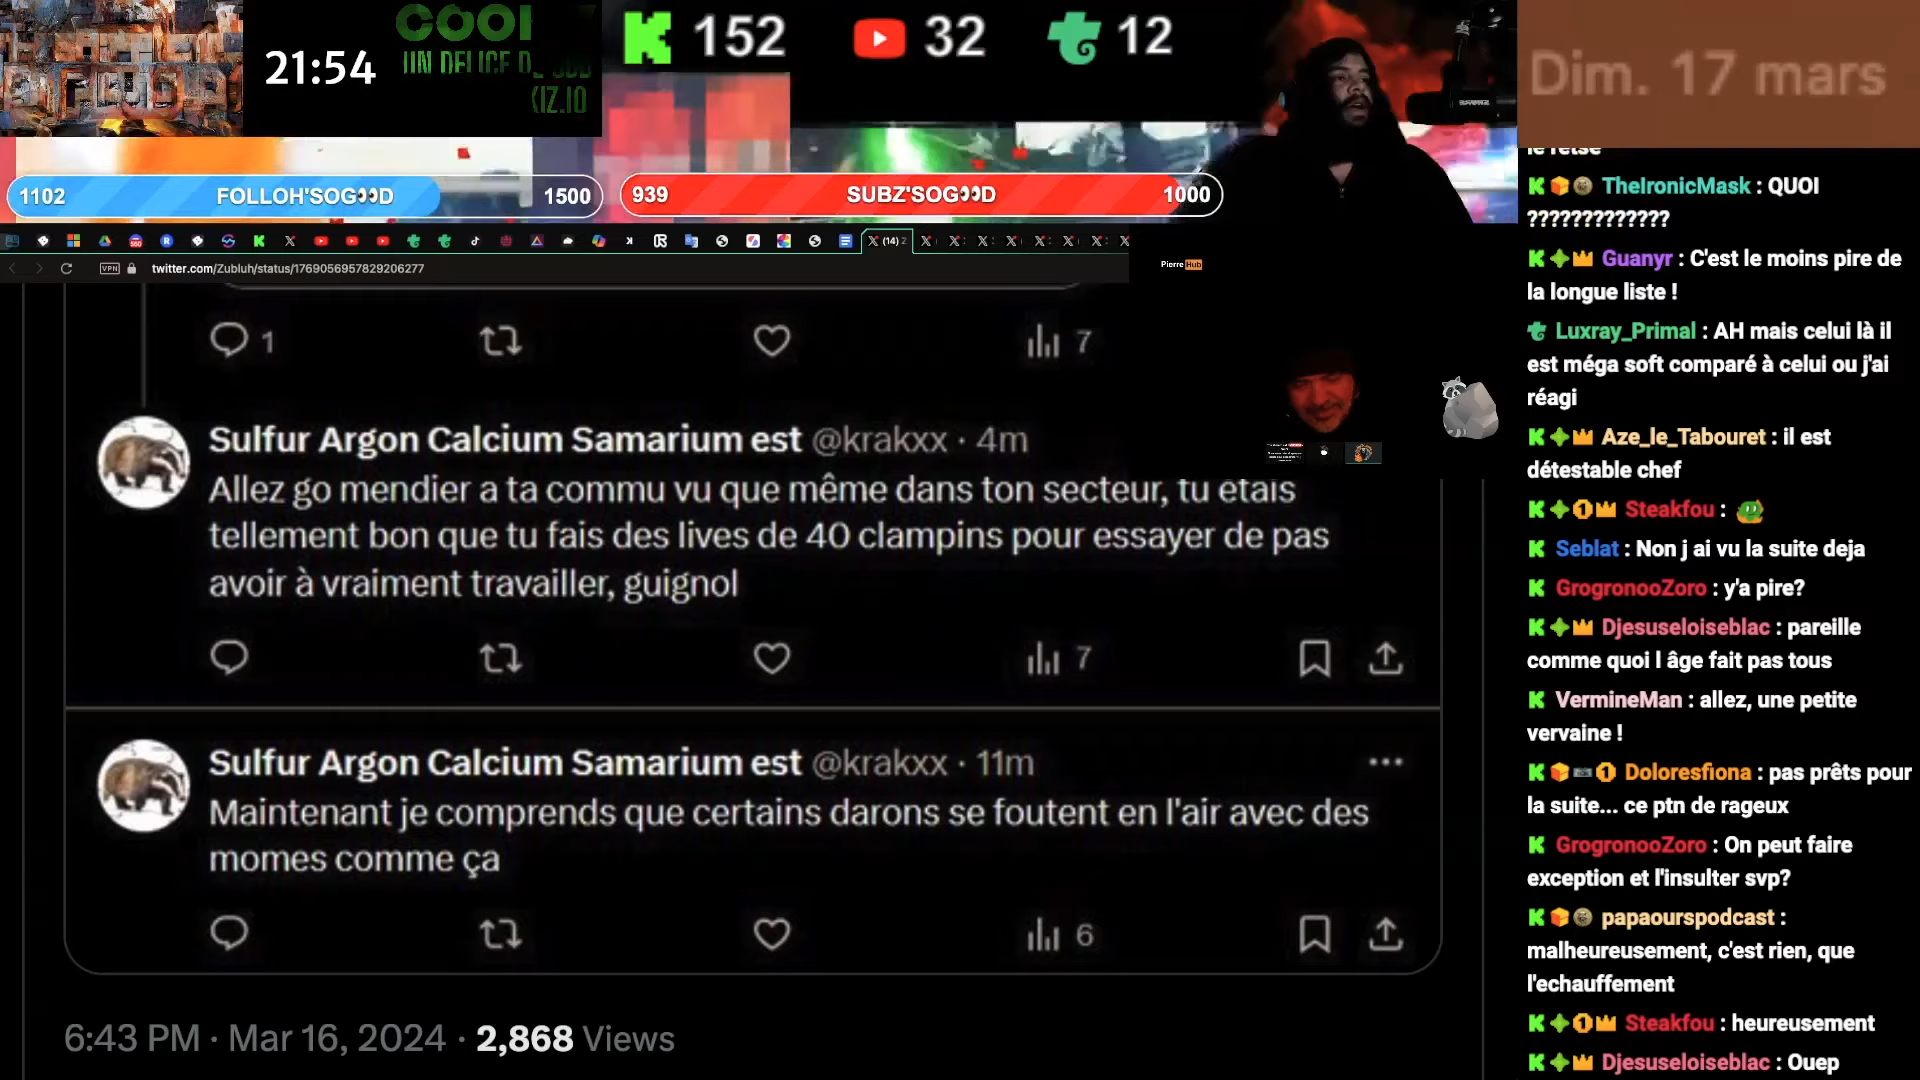 21:54
COOL
UN DELICE DE
KIZ.IO
152
32
12
Dim. 17 mars
1102
FOLLOH'SOG👀D
1500
939
SUBZ'SOG👀D
1000
(14) 2
VPN
twitter.com/Zubluh/status/1769056957829206277
PierreHub
1
7
Sulfur Argon Calcium Samarium est @krakxx · 4m
Allez go mendier a ta commu vu que même dans ton secteur, tu etais
tellement bon que tu fais des lives de 40 clampins pour essayer de pas
avoir à vraiment travailler, guignol
7
Sulfur Argon Calcium Samarium est @krakxx · 11m
Maintenant je comprends que certains darons se foutent en l'air avec des
momes comme ça
6
6:43 PM · Mar 16, 2024 · 2,868 Views
TheIronicMask : QUOI
?????????????
Guanyr : C'est le moins pire de
la longue liste !
Luxray_Primal : AH mais celui là il
est méga soft comparé à celui ou j'ai
réagi
Aze_le_Tabouret : il est
détestable chef
Steakfou :
Seblat : Non j ai vu la suite deja
GrogronooZoro : y'a pire?
Djesuseloiseblac : pareille
comme quoi l âge fait pas tous
VermineMan : allez, une petite
vervaine !
Doloresfiona : pas prêts pour
la suite... ce ptn de rageux
GrogronooZoro : On peut faire
exception et l'insulter svp?
papaourspodcast :
malheureusement, c'est rien, que
l'echauffement
Steakfou : heureusement
Djesuseloiseblac : Ouep